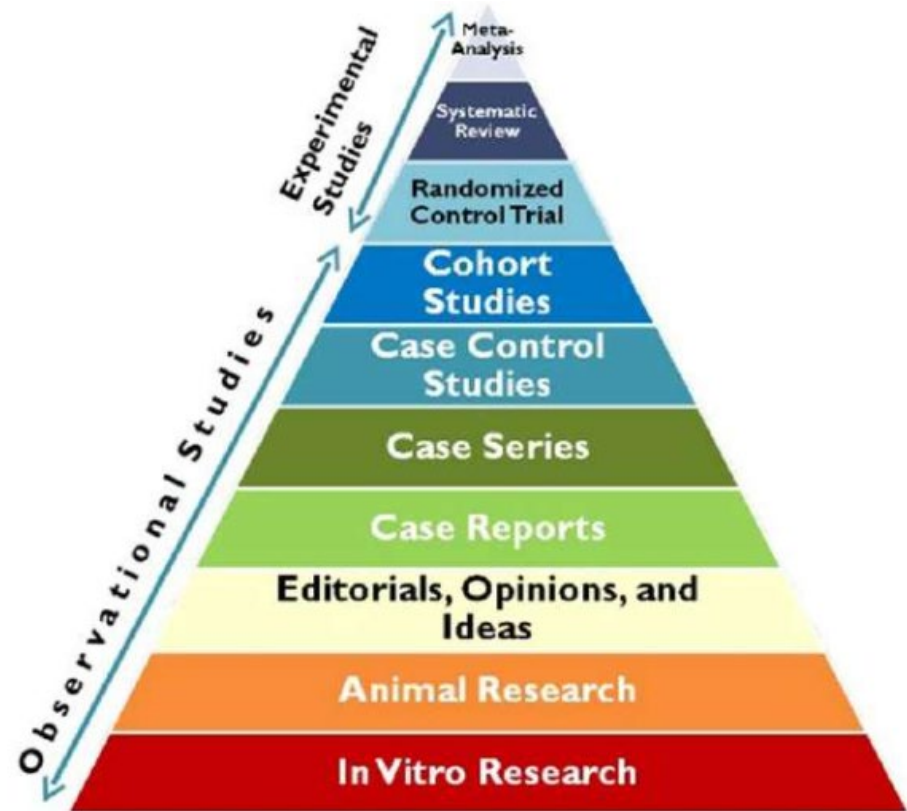 Meta-
Analysis
Systematic
Review
Randomized
Control Trial
Cohort
Studies
Case Control
Studies
Case Series
Case Reports
Editorials, Opinions, and
Ideas
Animal Research
In Vitro Research
Experimental
Studies
Observational Studies